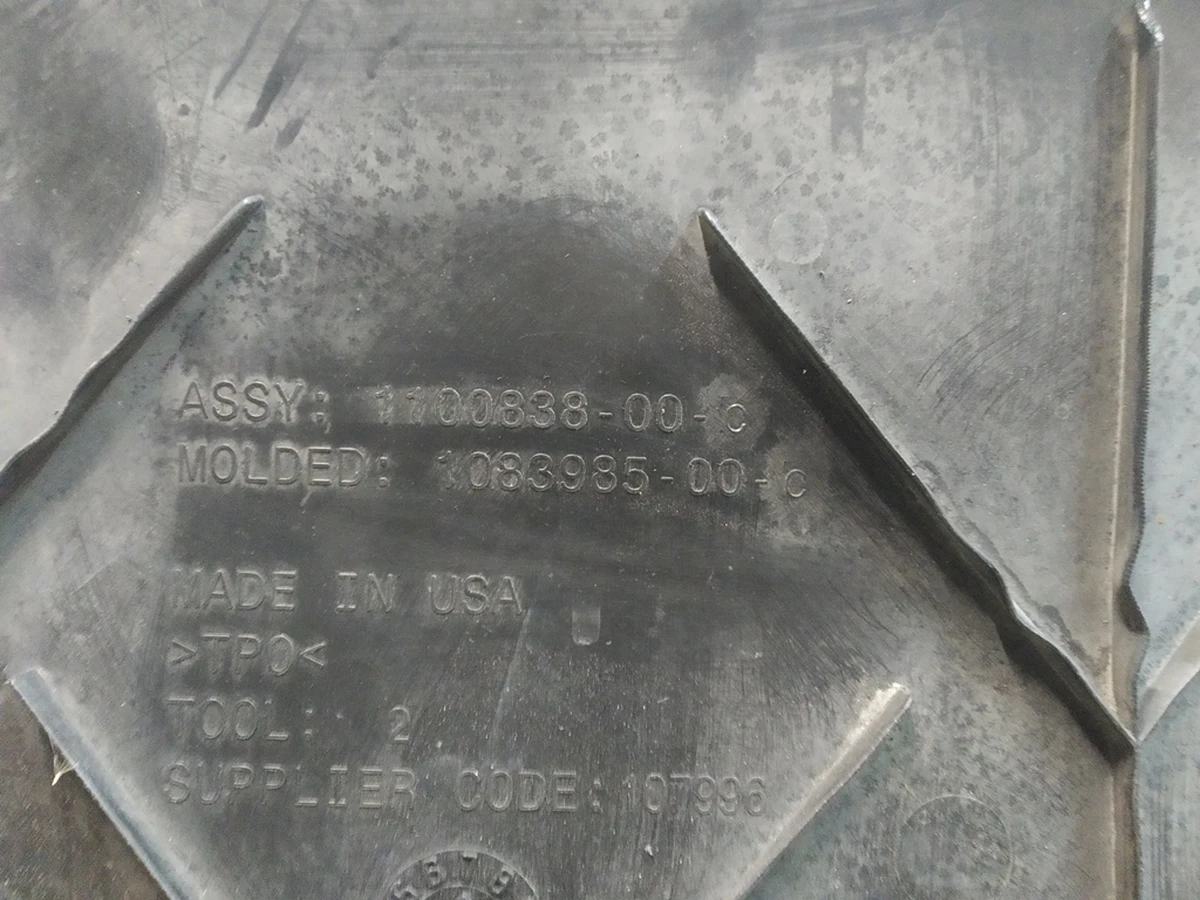 ASSY: 1100838-00-C
MOLDED: 1083985-00-C
MADE IN USA
>TPO<
TOOL: 2
SUPPLIER CODE: 107996